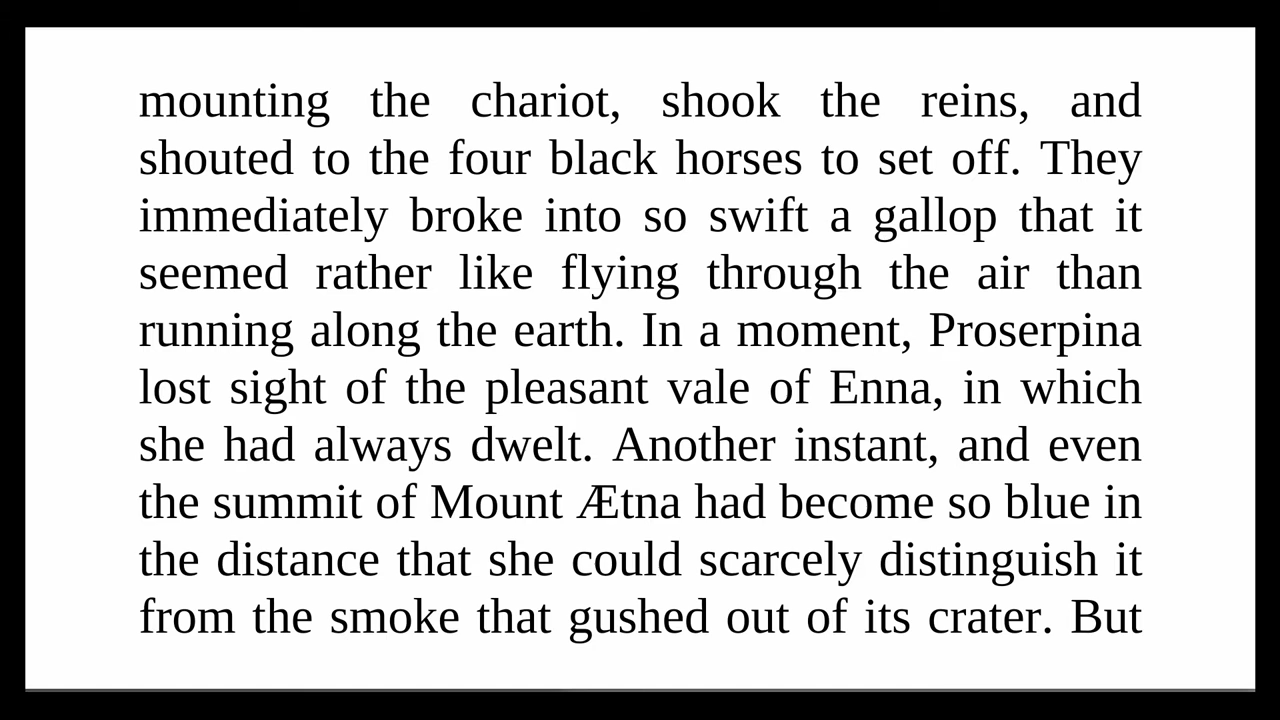 mounting the chariot, shook the reins, and
shouted to the four black horses to set off. They
immediately broke into so swift a gallop that it
seemed rather like flying through the air than
running along the earth. In a moment, Proserpina
lost sight of the pleasant vale of Enna, in which
she had always dwelt. Another instant, and even
the summit of Mount Ætna had become so blue in
the distance that she could scarcely distinguish it
from the smoke that gushed out of its crater. But